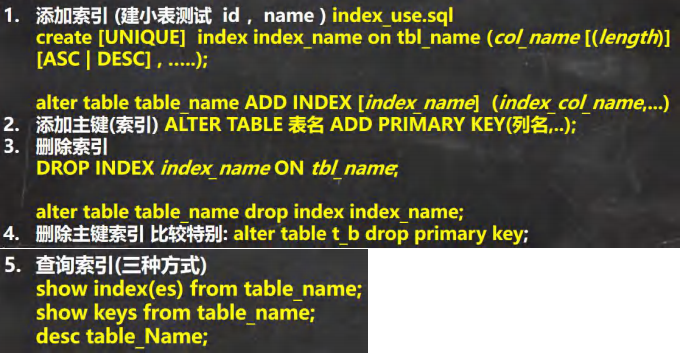 1. 添加索引 (建小表测试 id , name ) index_use.sql
create [UNIQUE] index index_name on tbl_name (col_name [(length)]
[ASC | DESC] , .....);
alter table table_name ADD INDEX [index_name] (index_col_name,...)
2. 添加主键(索引) ALTER TABLE 表名 ADD PRIMARY KEY(列名,..);
3. 删除索引
DROP INDEX index_name ON tbl_name;
alter table table_name drop index index_name;
4. 删除主键索引 比较特别: alter table t_b drop primary key;
5. 查询索引(三种方式)
show index(es) from table_name;
show keys from table_name;
desc table_Name;